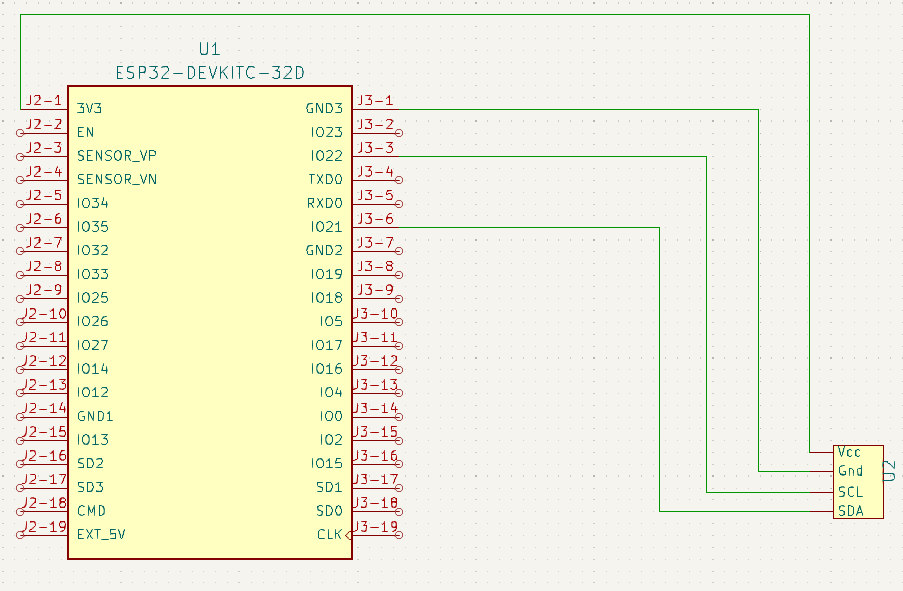 U1
ESP32-DEVKITC-32D
J2-1 3V3 GND3 J3-1
J2-2 EN IO23 J3-2
J2-3 SENSOR_VP IO22 J3-3
J2-4 SENSOR_VN TXD0 J3-4
J2-5 IO34 RXD0 J3-5
J2-6 IO35 IO21 J3-6
J2-7 IO32 GND2 J3-7
J2-8 IO33 IO19 J3-8
J2-9 IO25 IO18 J3-9
J2-10 IO26 IO5 J3-10
J2-11 IO27 IO17 J3-11
J2-12 IO14 IO16 J3-12
J2-13 IO12 IO4 J3-13
J2-14 GND1 IO0 J3-14
J2-15 IO13 IO2 J3-15
J2-16 SD2 IO15 J3-16
J2-17 SD3 SD1 J3-17
J2-18 CMD SD0 J3-18
J2-19 EXT_5V CLK J3-19
Vcc
Gnd
SCL
SDA
U2